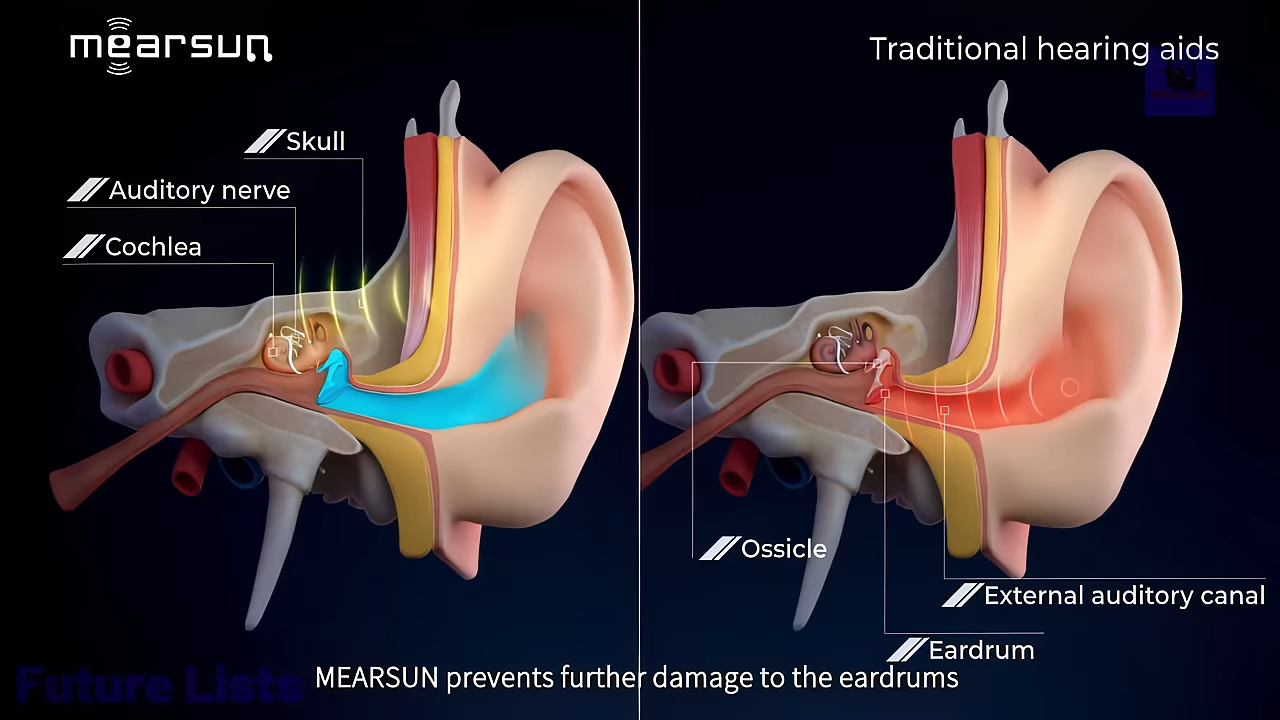 mearsun
Traditional hearing aids
Skull
Auditory nerve
Cochlea
Ossicle
External auditory canal
Eardrum
MEARSUN prevents further damage to the eardrums
Future Lists